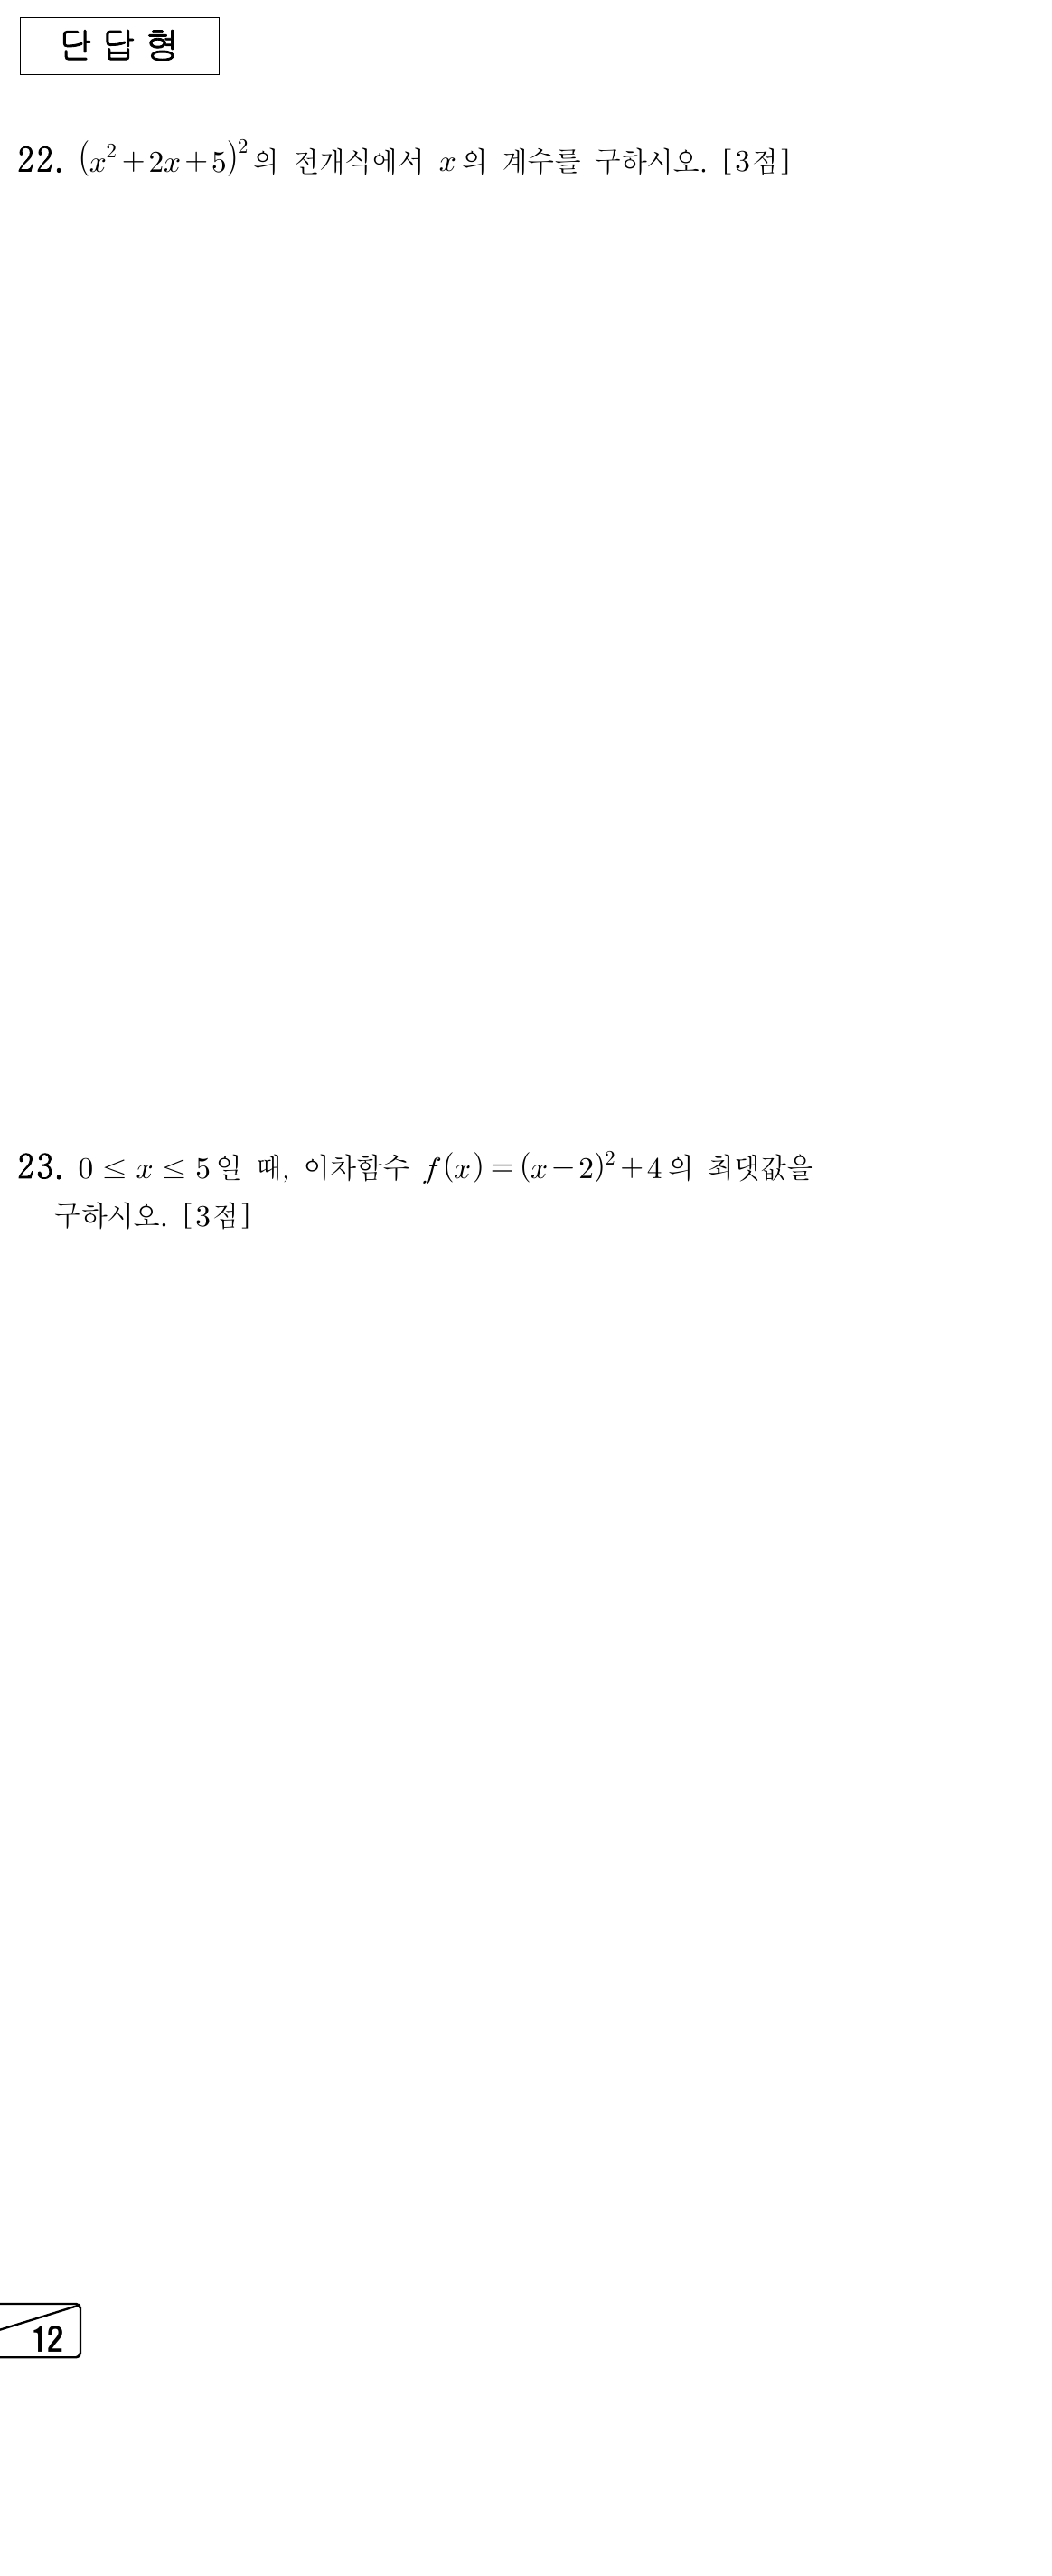 단 답 형
22. (x²+2x+5)²의 전개식에서 x의 계수를 구하시오. [3점]
23. 0 ≤ x ≤ 5일 때, 이차함수 f(x)=(x-2)²+4의 최댓값을
구하시오. [3점]
12